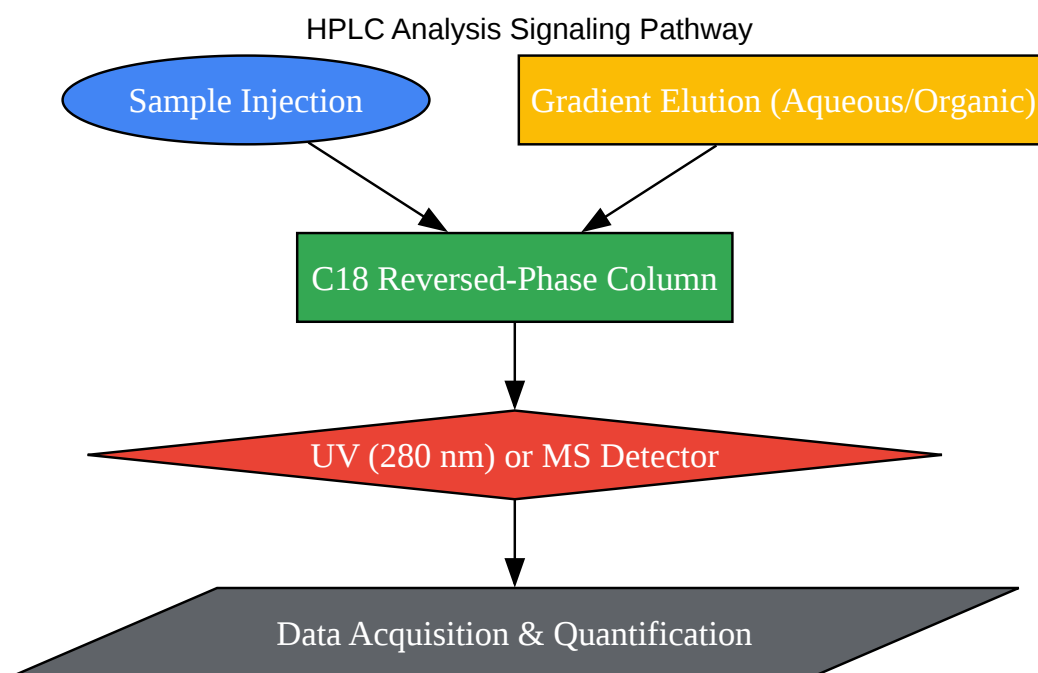 HPLC Analysis Signaling Pathway
Sample Injection
Gradient Elution (Aqueous/Organic)
C18 Reversed-Phase Column
UV (280 nm) or MS Detector
Data Acquisition & Quantification